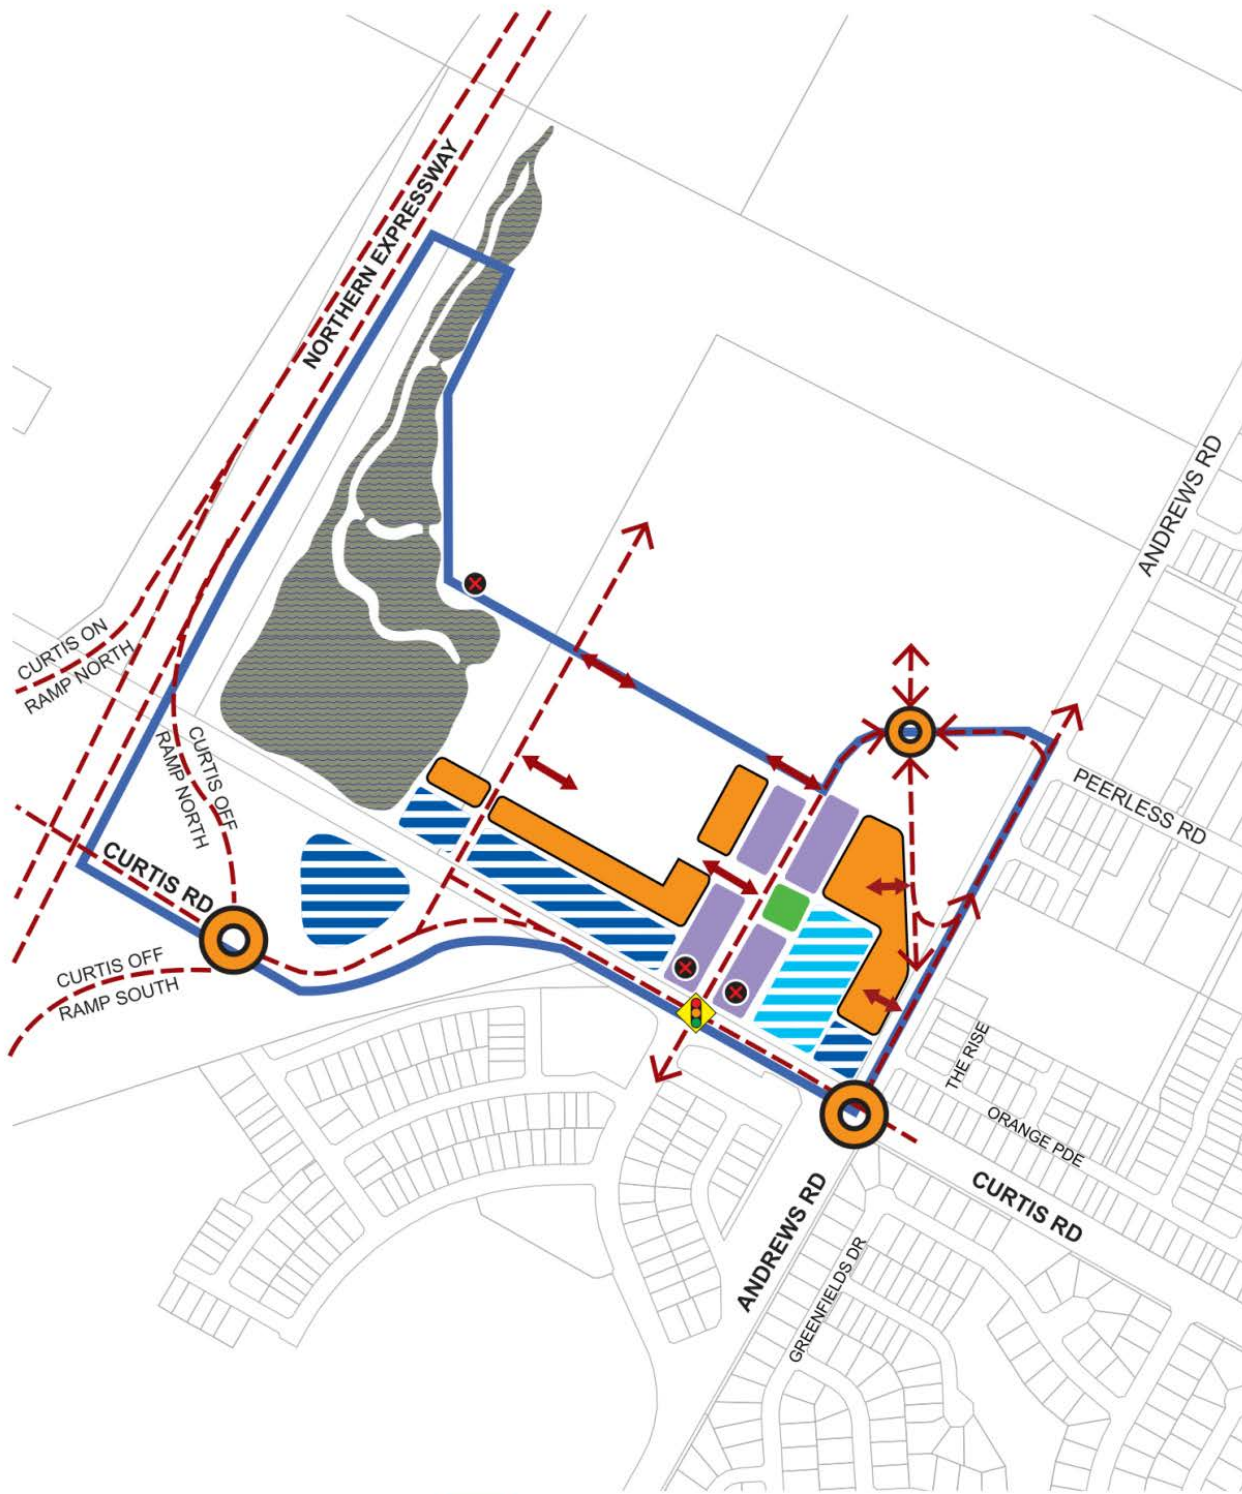 NORTHERN EXPRESSWAY
ANDREWS RD
CURTIS ON
RAMP NORTH
CURTIS OFF
RAMP NORTH
PEERLESS RD
CURTIS RD
CURTIS OFF
RAMP SOUTH
THE RISE
ORANGE PDE
CURTIS RD
ANDREWS RD
GREENFIELDS DR